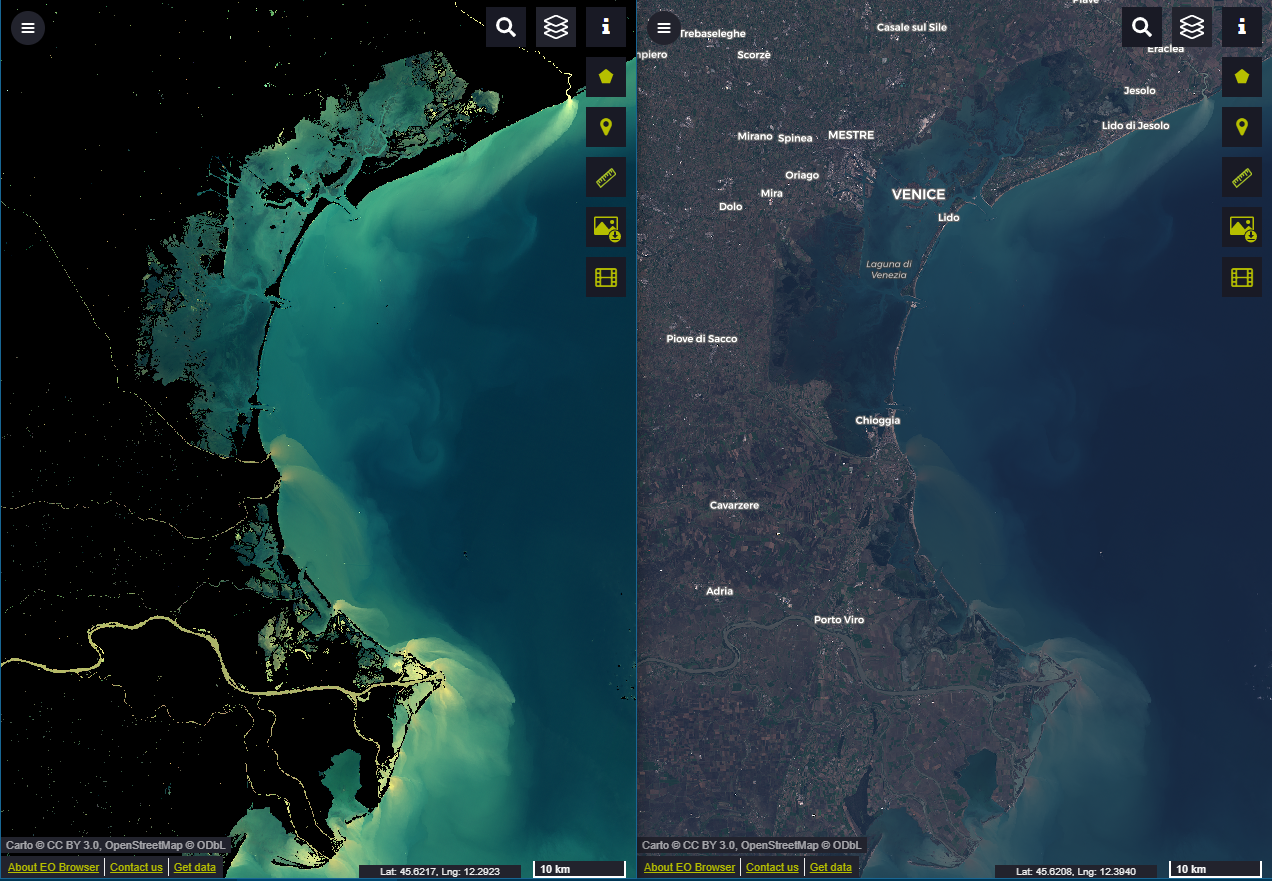 Carto © CC BY 3.0, OpenStreetMap © ODbL
About EO Browser
Contact us
Get data
Lat: 45.6217, Lng: 12.2923
10 km
Casale sul Sile
Trebaseleghe
Scorzè
Eraclea
Jesolo
Lido di Jesolo
Mirano
Spinea
MESTRE
Oriago
Mira
VENICE
Dolo
Lido
Laguna di
Venezia
Piove di Sacco
Chioggia
Cavarzere
Adria
Porto Viro
Carto © CC BY 3.0, OpenStreetMap © ODbL
About EO Browser
Contact us
Get data
Lat: 45.6208, Lng: 12.3940
10 km